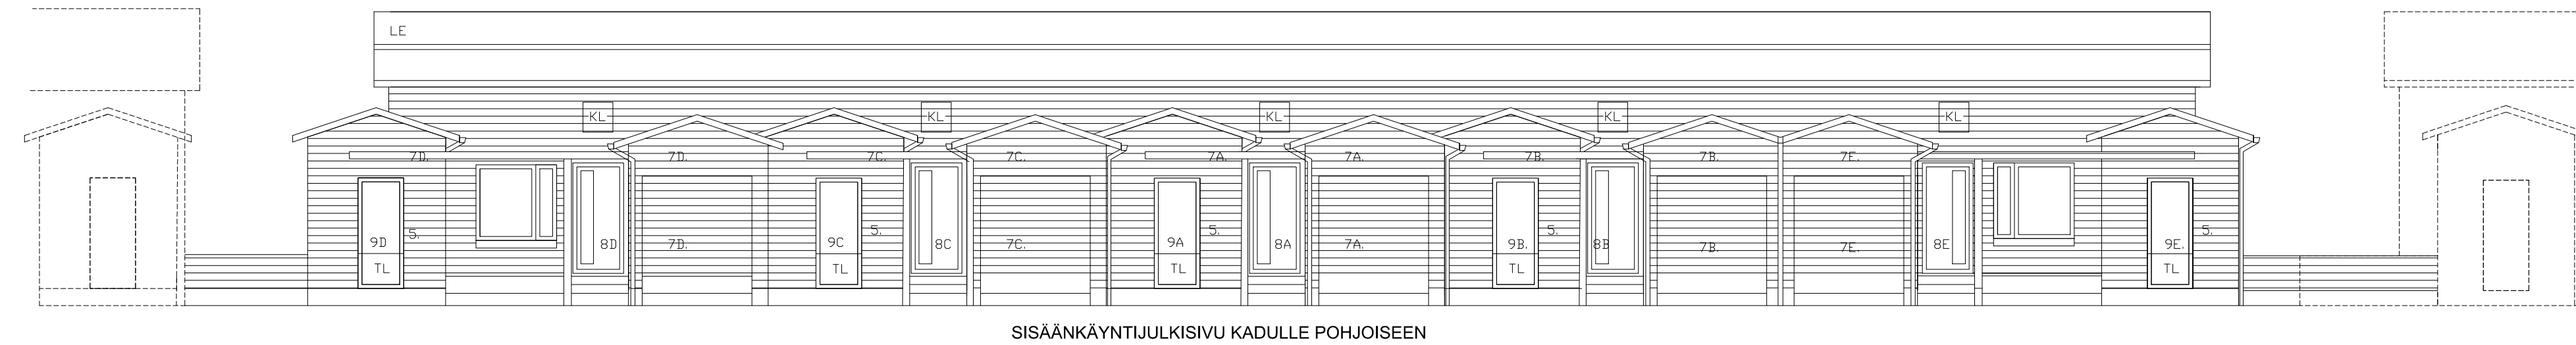 LE
KL KL KL KL KL
7D. 7D. 7C. 7C. 7A. 7A. 7B. 7B. 7E.
5. 5. 5. 5. 5.
9D 8D 7D. 9C 8C 7C. 9A 8A 7A. 9B. 8B 7B. 7E. 8E 9E.
TL TL TL TL TL
SISÄÄNKÄYNTIJULKISIVU KADULLE POHJOISEEN